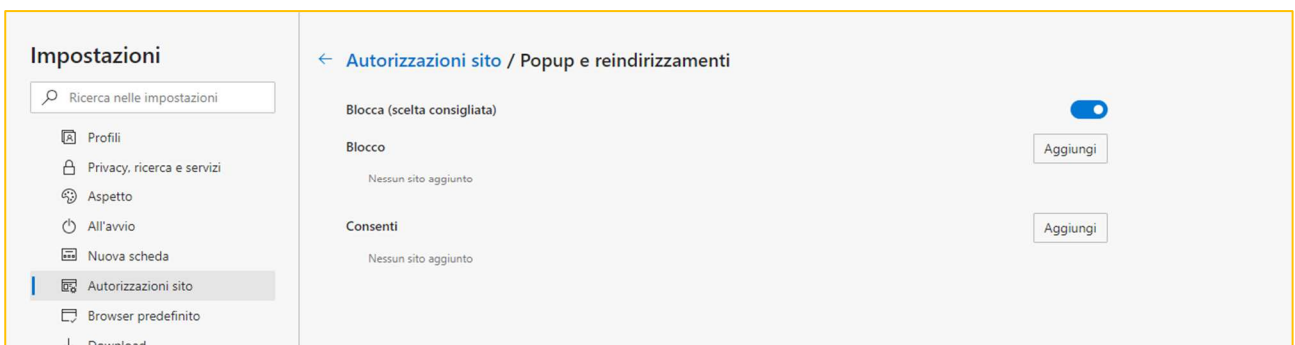 Impostazioni
Ricerca nelle impostazioni
Profili
Privacy, ricerca e servizi
Aspetto
All'avvio
Nuova scheda
Autorizzazioni sito
Browser predefinito
Download
← Autorizzazioni sito / Popup e reindirizzamenti
Blocca (scelta consigliata)
Blocco Aggiungi
Nessun sito aggiunto
Consenti Aggiungi
Nessun sito aggiunto